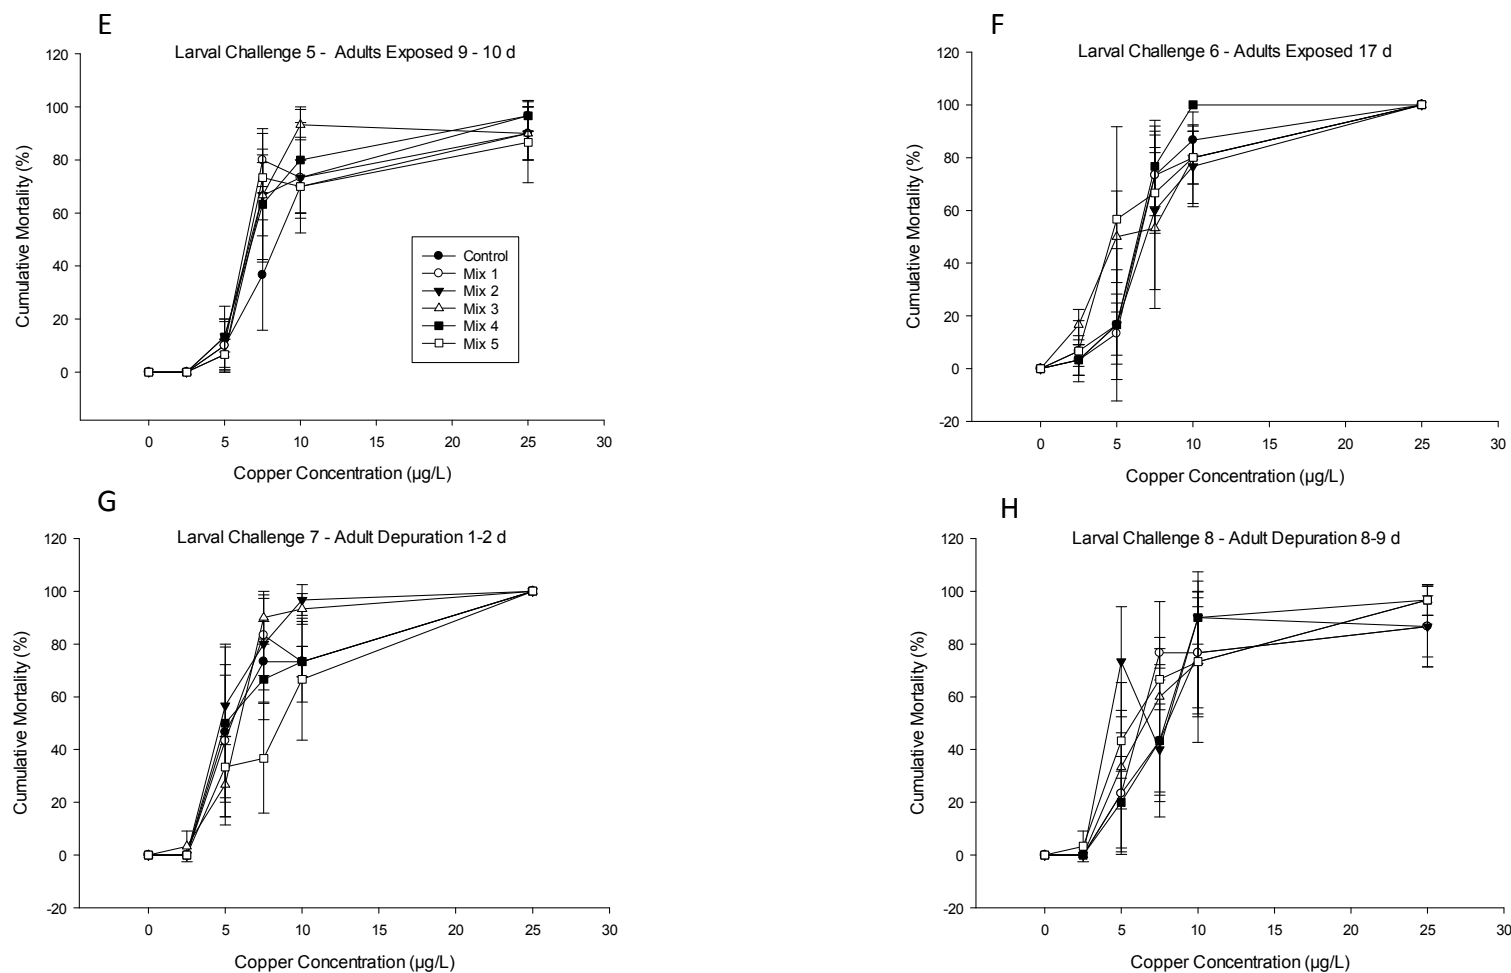 E
Larval Challenge 5 - Adults Exposed 9 - 10 d
120
100
80
60
40
20
0
Cumulative Mortality (%)
Control
Mix 1
Mix 2
Mix 3
Mix 4
Mix 5
0 5 10 15 20 25 30
Copper Concentration (µg/L)
F
Larval Challenge 6 - Adults Exposed 17 d
120
100
80
60
40
20
0
-20
Cumulative Mortality (%)
0 5 10 15 20 25 30
Copper Concentration (µg/L)
G
Larval Challenge 7 - Adult Depuration 1-2 d
120
100
80
60
40
20
0
-20
Cumulative Mortality (%)
0 5 10 15 20 25 30
Copper Concentration (µg/L)
H
Larval Challenge 8 - Adult Depuration 8-9 d
120
100
80
60
40
20
0
-20
Cumulative Mortality (%)
0 5 10 15 20 25 30
Copper Concentration (µg/L)